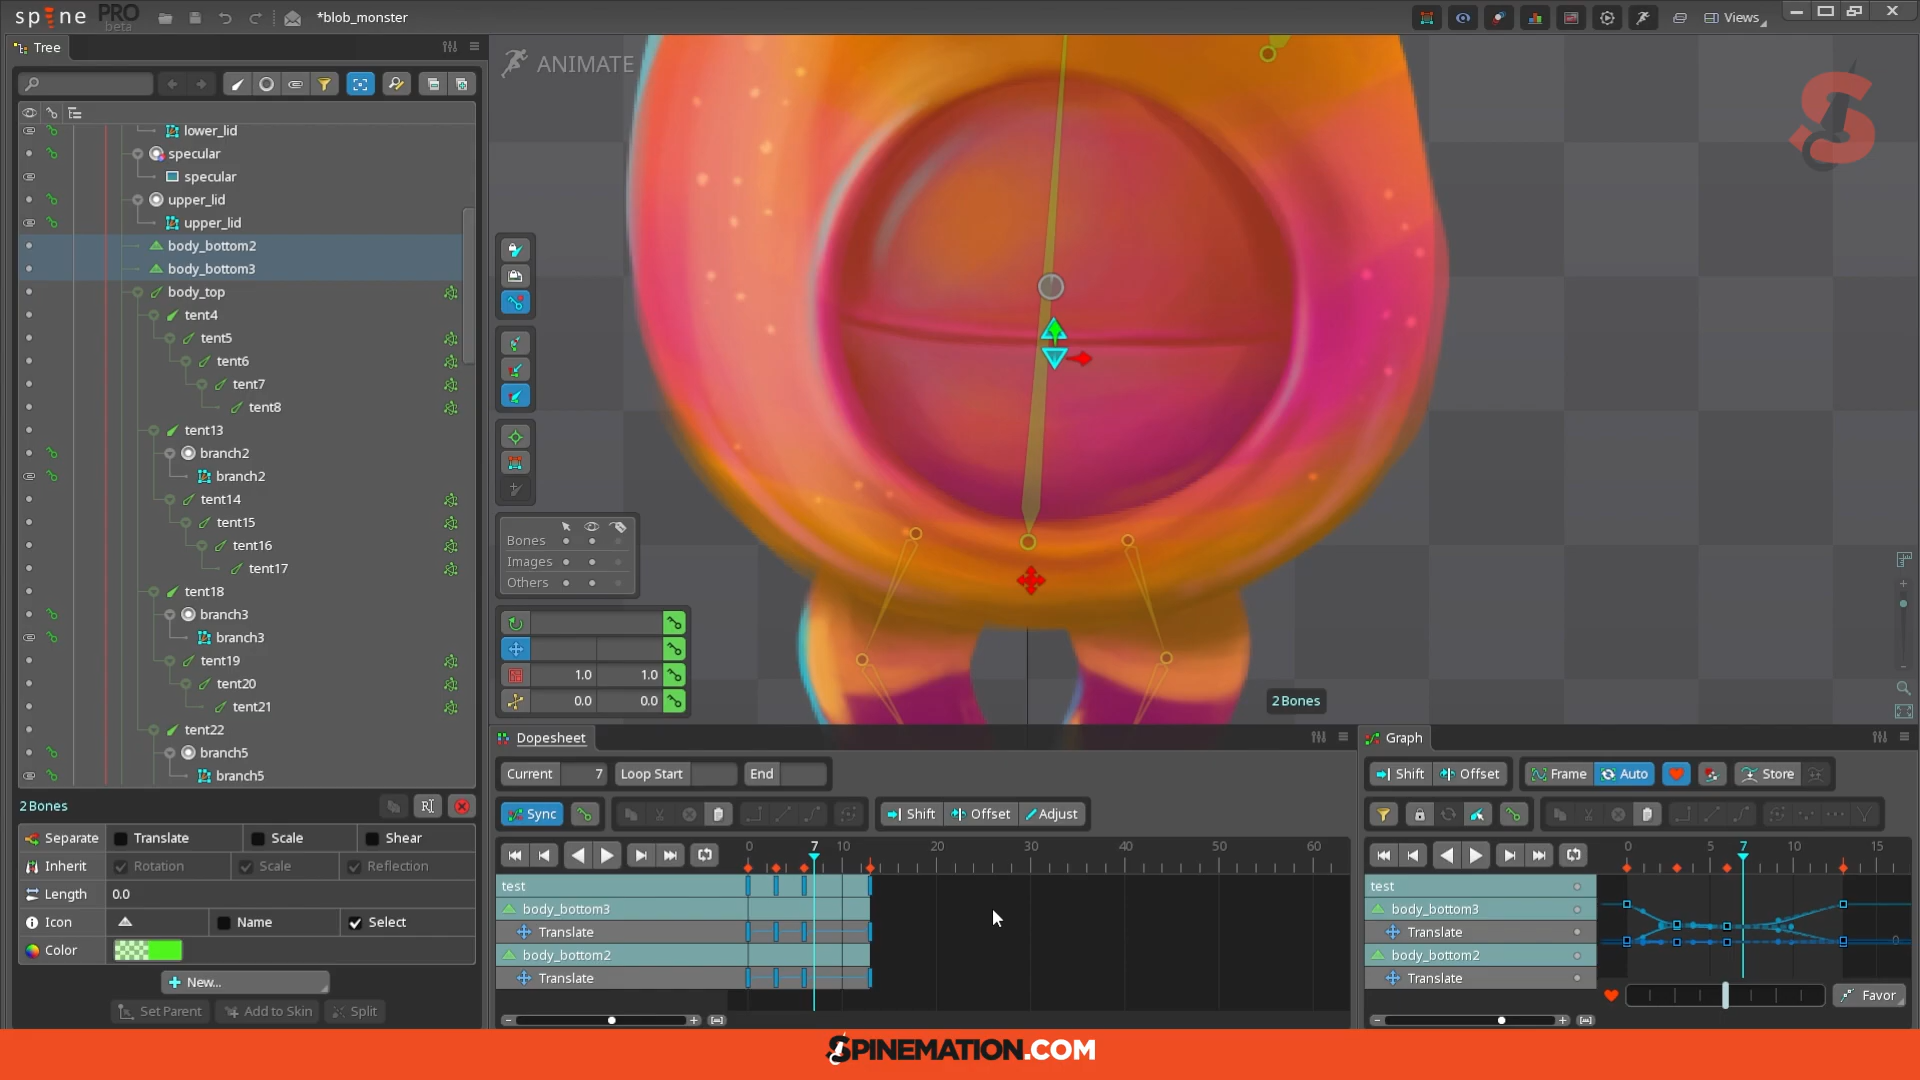 spine PRO beta
*blob_monster
Views
Tree
ANIMATE
lower_lid
specular
specular
upper_lid
upper_lid
body_bottom2
body_bottom3
body_top
tent4
tent5
tent6
tent7
tent8
tent13
branch2
branch2
tent14
tent15
tent16
tent17
tent18
branch3
branch3
tent19
tent20
tent21
tent22
branch5
branch5
Bones
Images
Others
1.0 1.0
0.0 0.0
2 Bones
2 Bones
Separate Translate Scale Shear
Inherit Rotation Scale Reflection
Length 0.0
Icon Name Select
Color
New...
Set Parent Add to Skin Split
Dopesheet
Current 7 Loop Start End
Sync Shift Offset Adjust
0 7 10 20 30 40 50 60
test
body_bottom3
Translate
body_bottom2
Translate
Graph
Shift Offset Frame Auto Store
0 5 7 10 15
test
body_bottom3
Translate
body_bottom2
Translate
0
Favor
SPINEMATION.COM